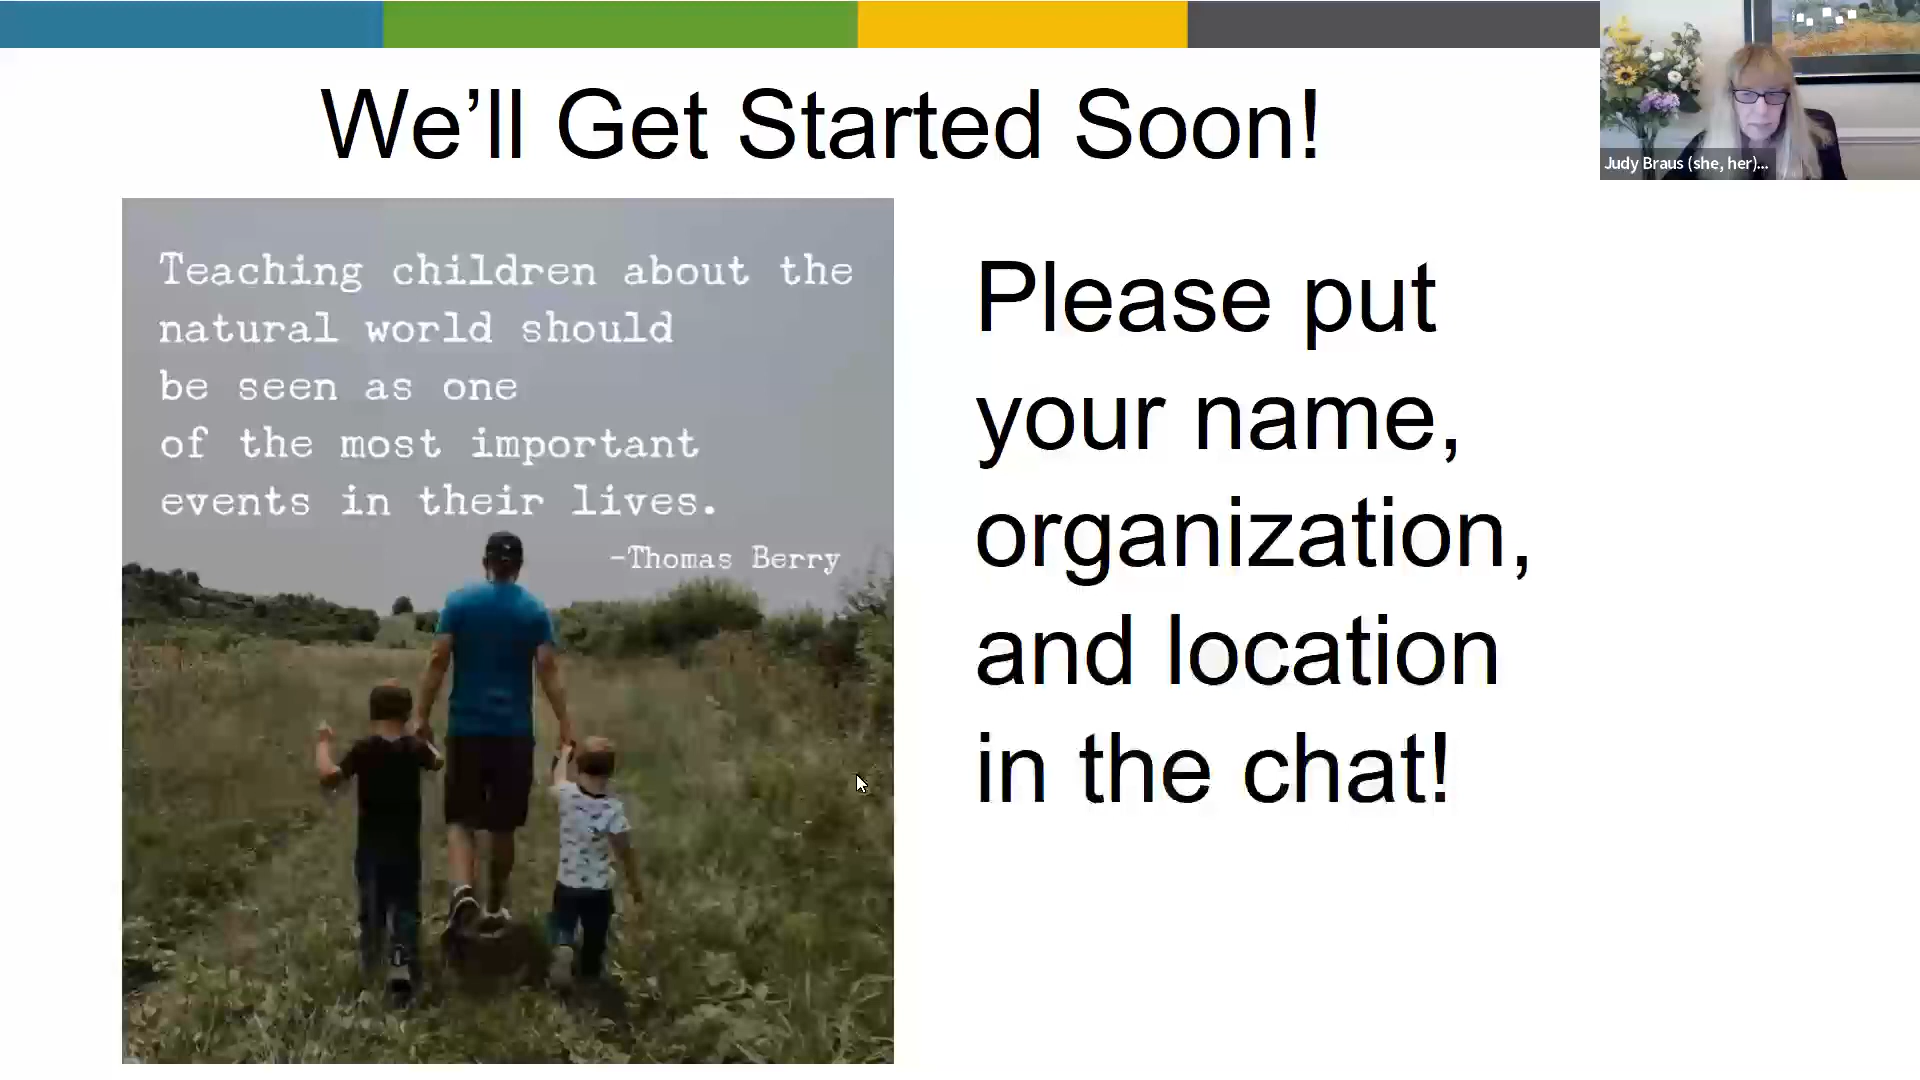 We’ll Get Started Soon!
Judy Braus (she, her)...
Teaching children about the
natural world should
be seen as one
of the most important
events in their lives.
-Thomas Berry
Please put
your name,
organization,
and location
in the chat!